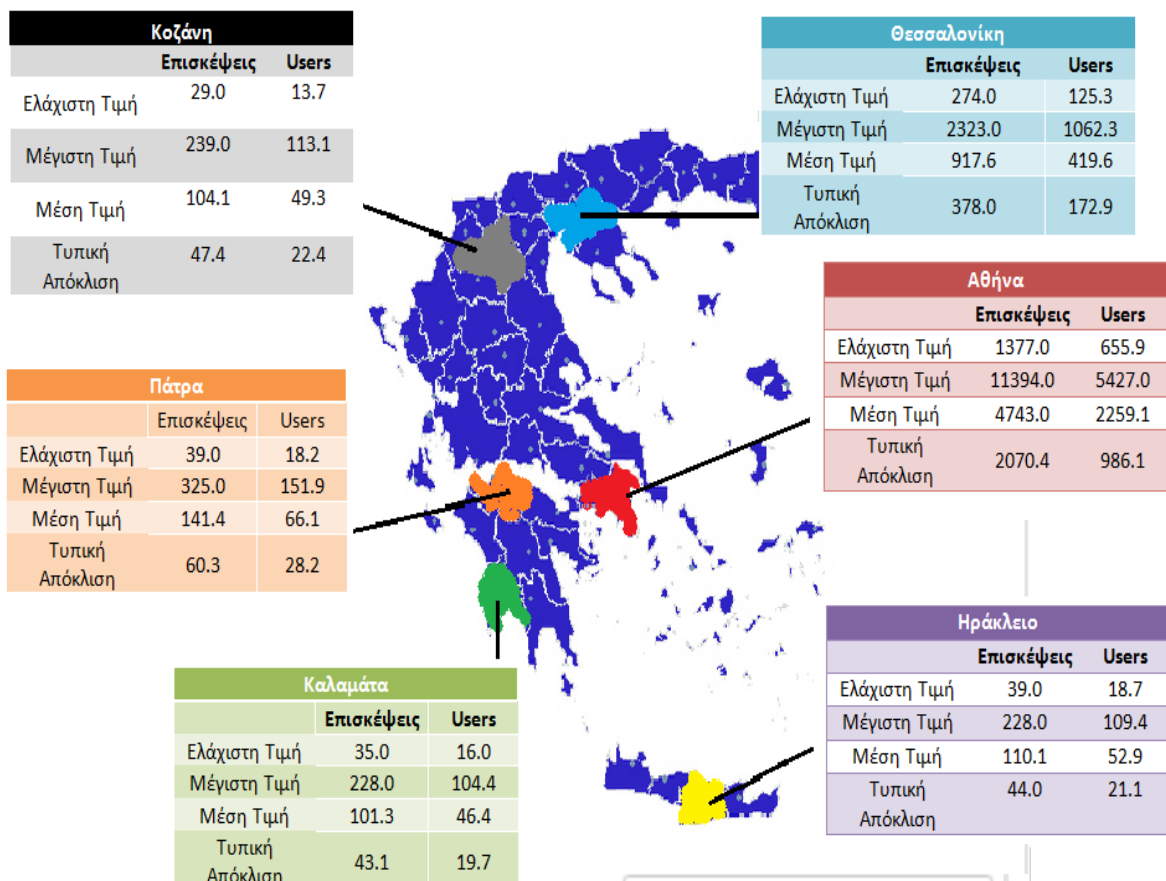 Κοζάνη
Επισκέψεις Users
Ελάχιστη Τιμή 29.0 13.7
Μέγιστη Τιμή 239.0 113.1
Μέση Τιμή 104.1 49.3
Τυπική
Απόκλιση 47.4 22.4
Θεσσαλονίκη
Επισκέψεις Users
Ελάχιστη Τιμή 274.0 125.3
Μέγιστη Τιμή 2323.0 1062.3
Μέση Τιμή 917.6 419.6
Τυπική
Απόκλιση 378.0 172.9
Αθήνα
Επισκέψεις Users
Ελάχιστη Τιμή 1377.0 655.9
Μέγιστη Τιμή 11394.0 5427.0
Μέση Τιμή 4743.0 2259.1
Τυπική
Απόκλιση 2070.4 986.1
Πάτρα
Επισκέψεις Users
Ελάχιστη Τιμή 39.0 18.2
Μέγιστη Τιμή 325.0 151.9
Μέση Τιμή 141.4 66.1
Τυπική
Απόκλιση 60.3 28.2
Ηράκλειο
Επισκέψεις Users
Ελάχιστη Τιμή 39.0 18.7
Μέγιστη Τιμή 228.0 109.4
Μέση Τιμή 110.1 52.9
Τυπική
Απόκλιση 44.0 21.1
Καλαμάτα
Επισκέψεις Users
Ελάχιστη Τιμή 35.0 16.0
Μέγιστη Τιμή 228.0 104.4
Μέση Τιμή 101.3 46.4
Τυπική
Απόκλιση 43.1 19.7